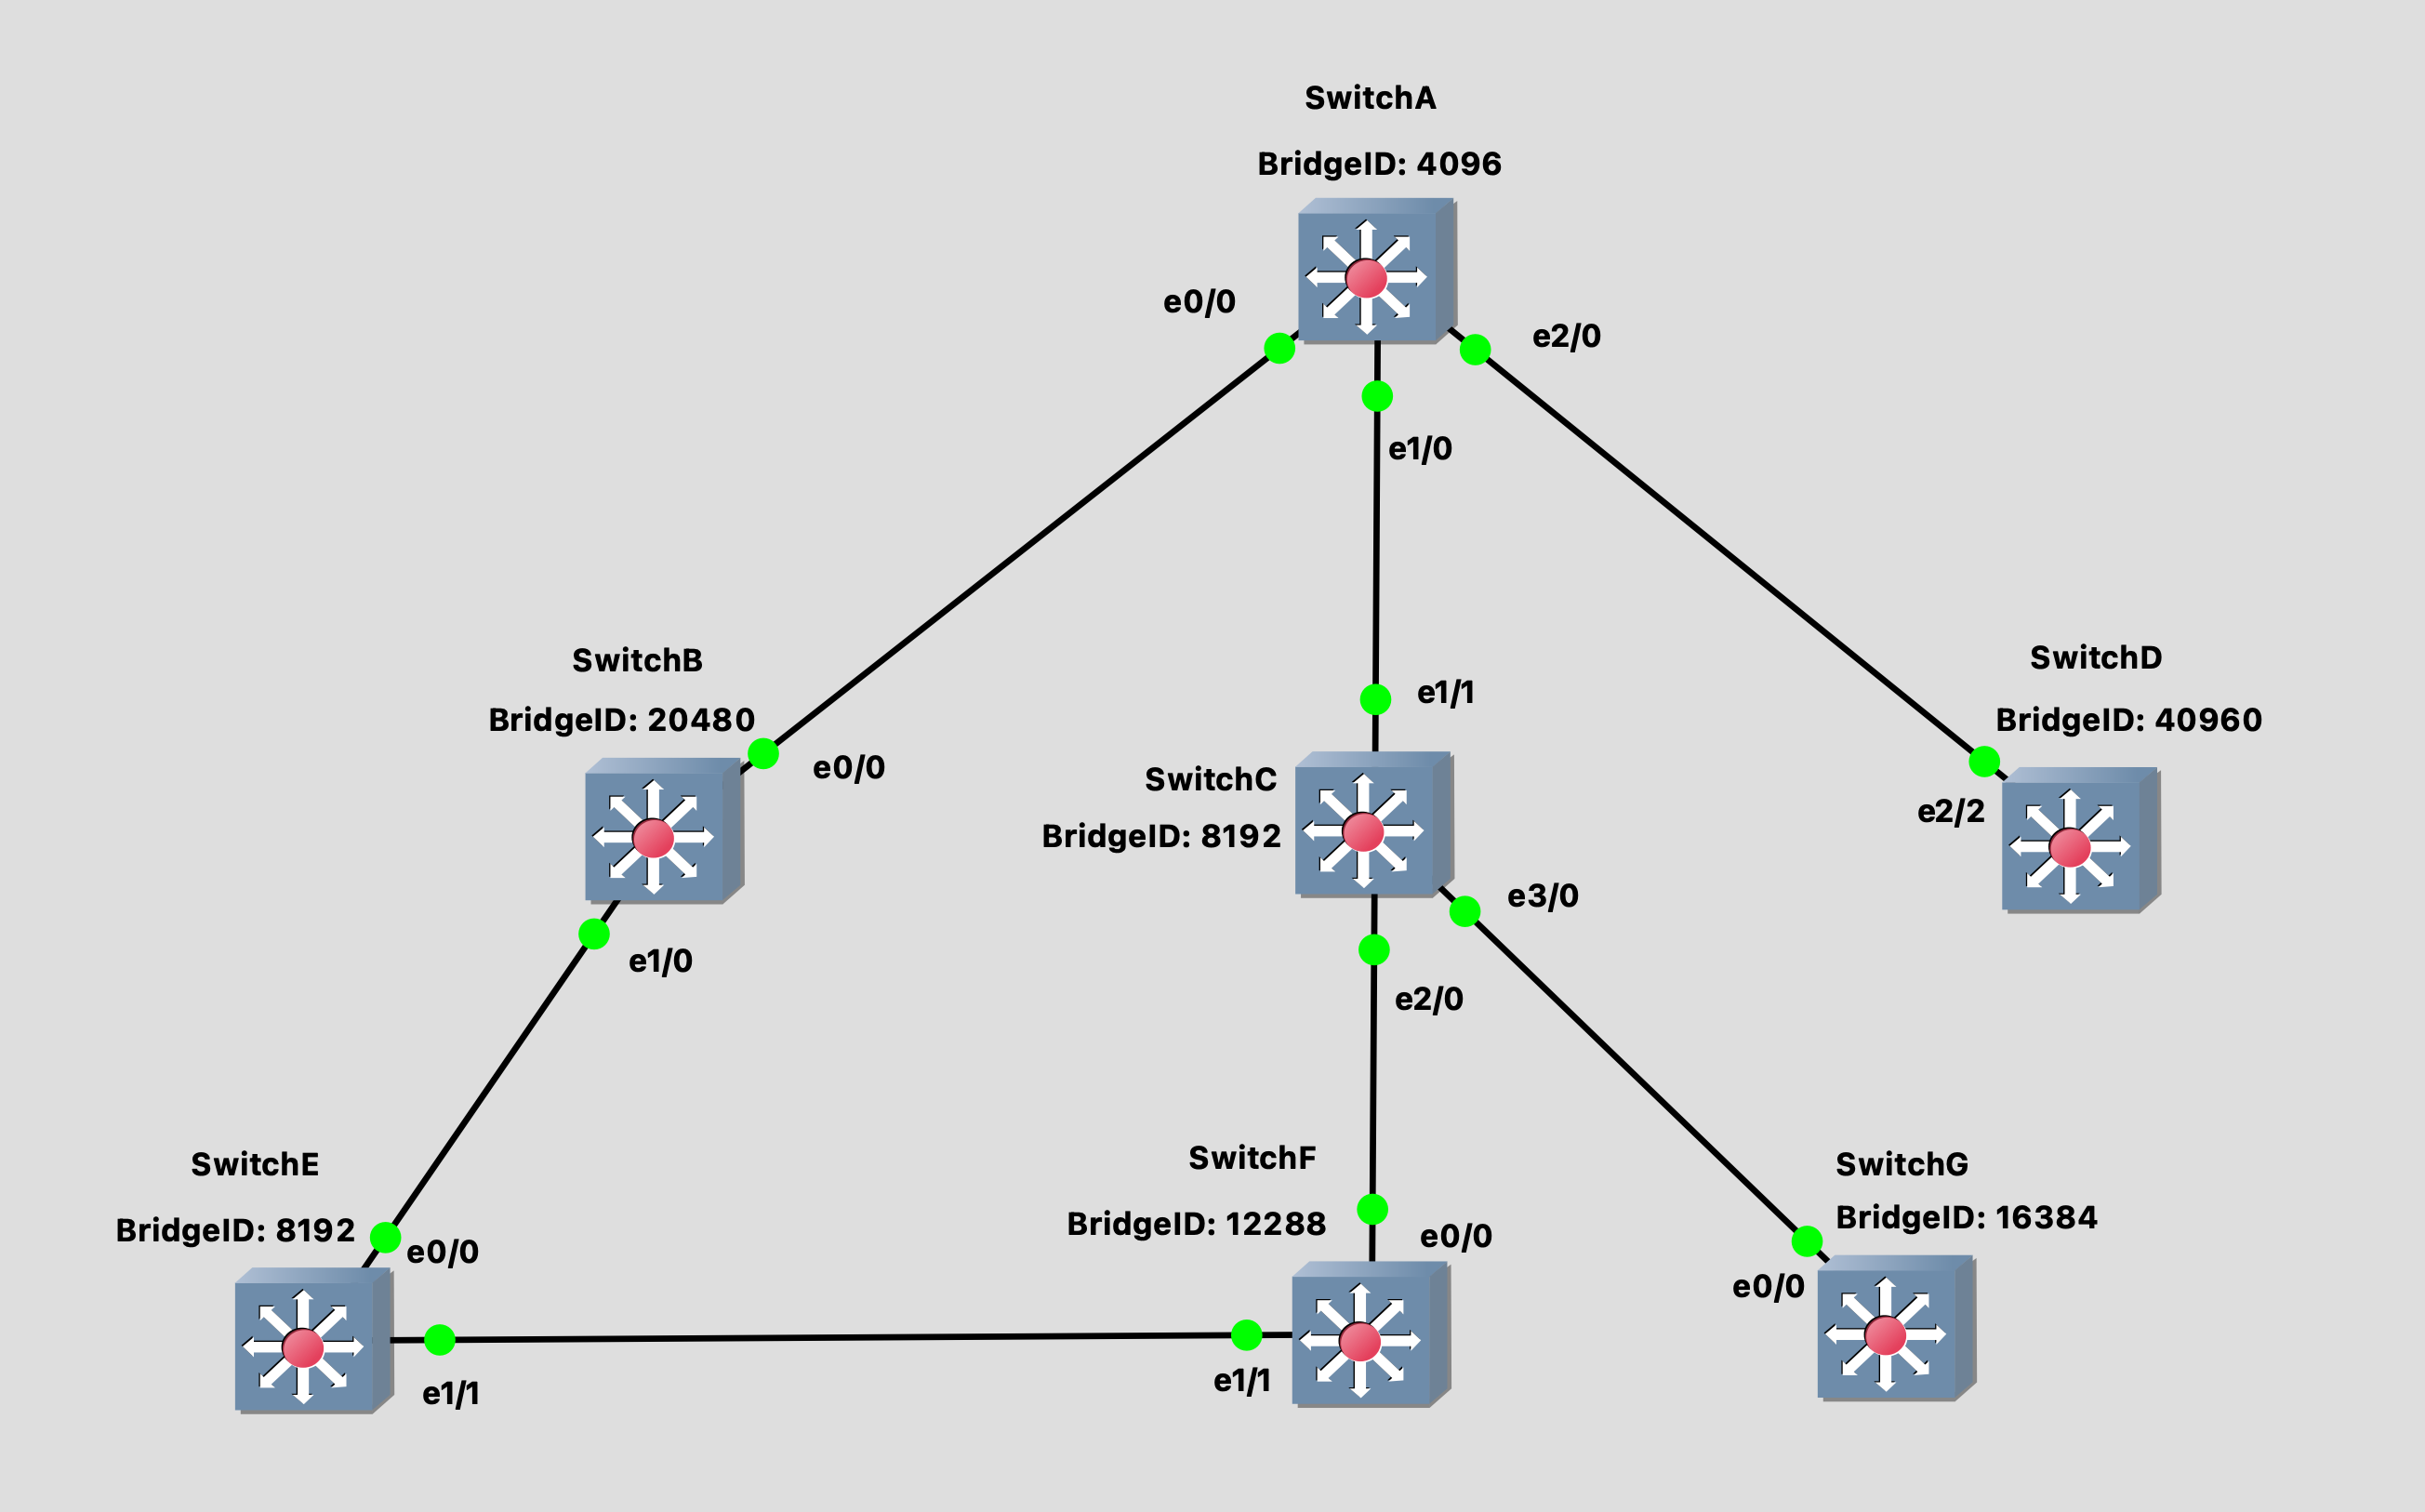 SwitchA
BridgeID: 4096
e0/0
e2/0
e1/0
SwitchB
BridgeID: 20480
e0/0
e1/0
e1/1
SwitchC
BridgeID: 8192
e3/0
e2/0
SwitchD
BridgeID: 40960
e2/2
SwitchE
BridgeID: 8192
e0/0
e1/1
SwitchF
BridgeID: 12288
e0/0
e1/1
SwitchG
BridgeID: 16384
e0/0